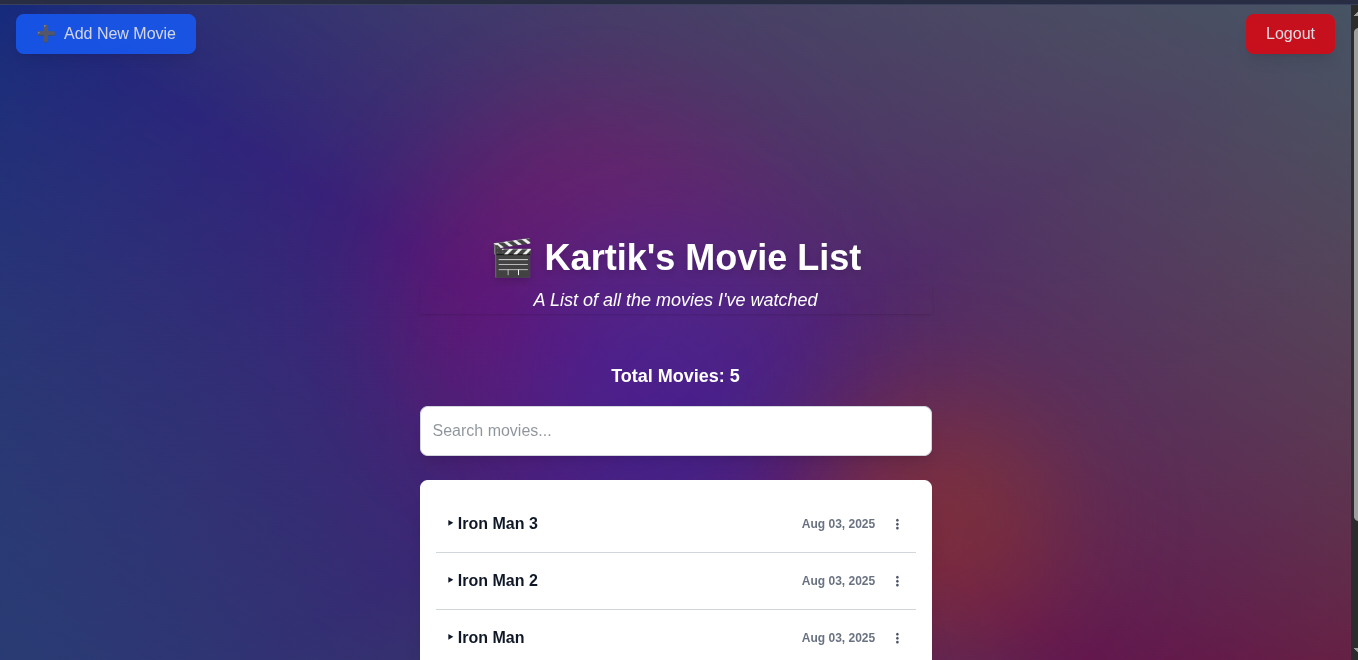 ➕ Add New Movie
Logout
🎬 Kartik's Movie List
A List of all the movies I've watched
Total Movies: 5
Search movies...
Iron Man 3 Aug 03, 2025
Iron Man 2 Aug 03, 2025
Iron Man Aug 03, 2025